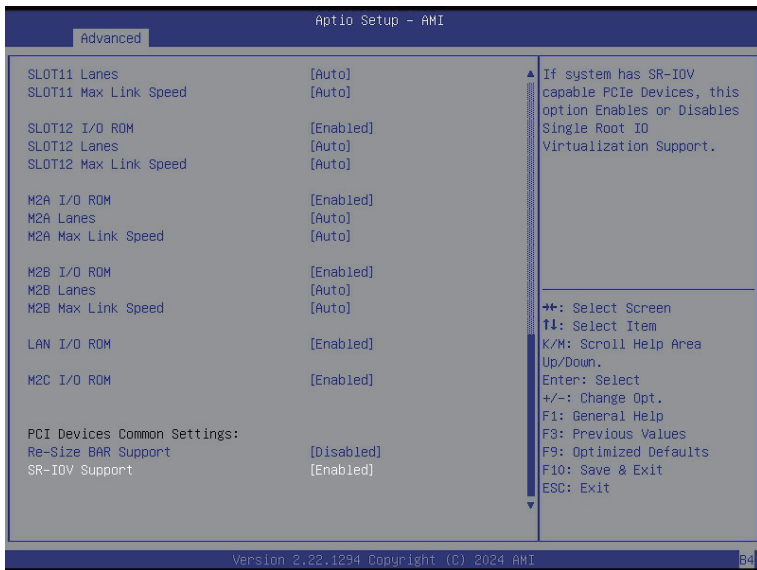 Aptio Setup – AMI
Advanced
SLOT11 Lanes [Auto]
SLOT11 Max Link Speed [Auto]
SLOT12 I/O ROM [Enabled]
SLOT12 Lanes [Auto]
SLOT12 Max Link Speed [Auto]
M2A I/O ROM [Enabled]
M2A Lanes [Auto]
M2A Max Link Speed [Auto]
M2B I/O ROM [Enabled]
M2B Lanes [Auto]
M2B Max Link Speed [Auto]
LAN I/O ROM [Enabled]
M2C I/O ROM [Enabled]
PCI Devices Common Settings:
Re-Size BAR Support [Disabled]
SR-IOV Support [Enabled]
If system has SR-IOV
capable PCIe Devices, this
option Enables or Disables
Single Root IO
Virtualization Support.
→←: Select Screen
↑↓: Select Item
K/M: Scroll Help Area
Up/Down.
Enter: Select
+/-: Change Opt.
F1: General Help
F3: Previous Values
F9: Optimized Defaults
F10: Save & Exit
ESC: Exit
Version 2.22.1294 Copyright (C) 2024 AMI
B4